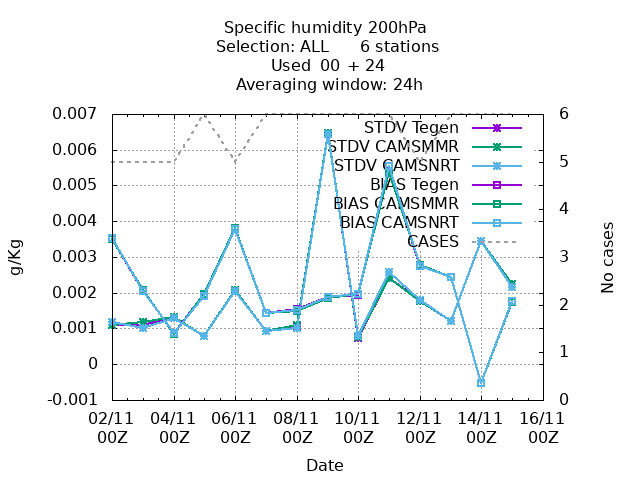 Specific humidity 200hPa
Selection: ALL 6 stations
Used 00 + 24
Averaging window: 24h
STDV Tegen
STDV CAMSMMR
STDV CAMSNRT
BIAS Tegen
BIAS CAMSMMR
BIAS CAMSNRT
CASES
g/Kg
0.007
0.006
0.005
0.004
0.003
0.002
0.001
0
-0.001
6
5
4
3
2
1
0
No cases
02/11 04/11 06/11 08/11 10/11 12/11 14/11 16/11
00Z 00Z 00Z 00Z 00Z 00Z 00Z 00Z
Date